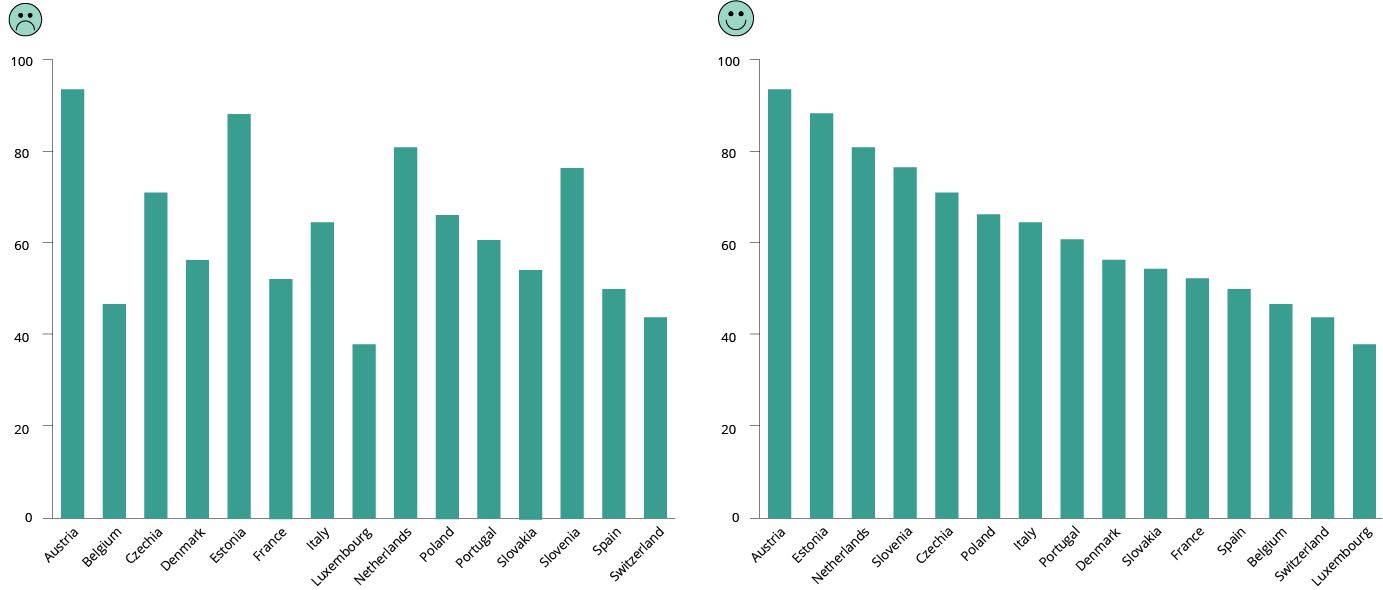 100
80
60
40
20
0
Austria
Belgium
Czechia
Denmark
Estonia
France
Italy
Luxembourg
Netherlands
Poland
Portugal
Slovakia
Slovenia
Spain
Switzerland
100
80
60
40
20
0
Austria
Estonia
Netherlands
Slovenia
Czechia
Poland
Italy
Portugal
Denmark
Slovakia
France
Spain
Belgium
Switzerland
Luxembourg